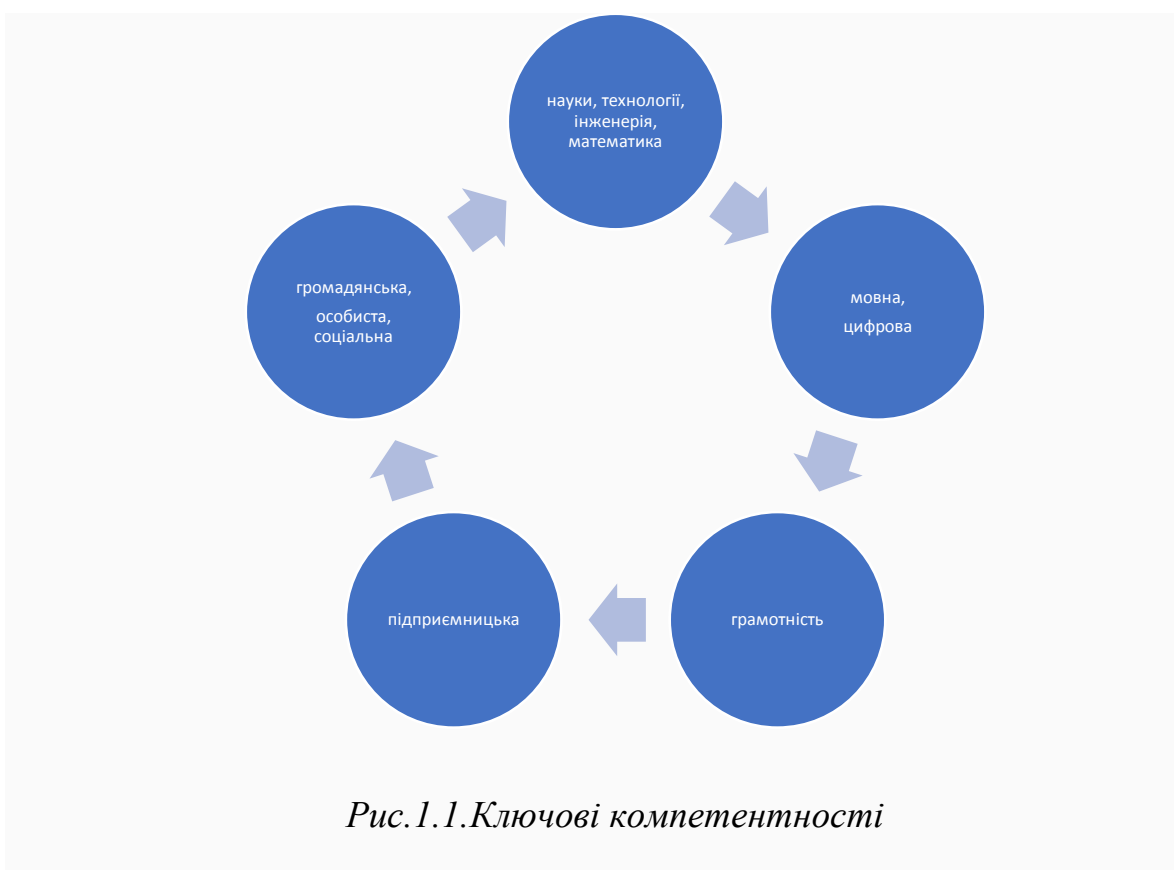 науки, технології,
інженерія,
математика
мовна,
цифрова
грамотність
підприємницька
громадянська,
особиста,
соціальна
Рис.1.1.Ключові компетентності